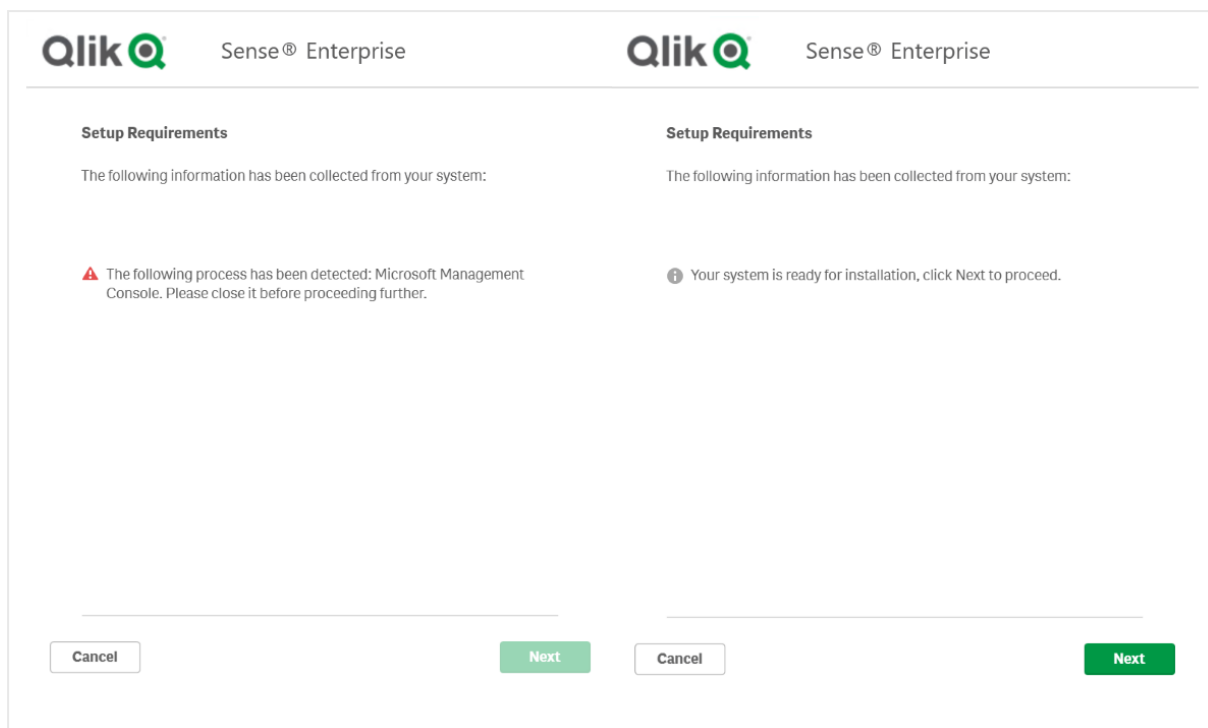 Qlik Sense® Enterprise
Setup Requirements
The following information has been collected from your system:
The following process has been detected: Microsoft Management
Console. Please close it before proceeding further.
Cancel Next
Qlik Sense® Enterprise
Setup Requirements
The following information has been collected from your system:
Your system is ready for installation, click Next to proceed.
Cancel Next